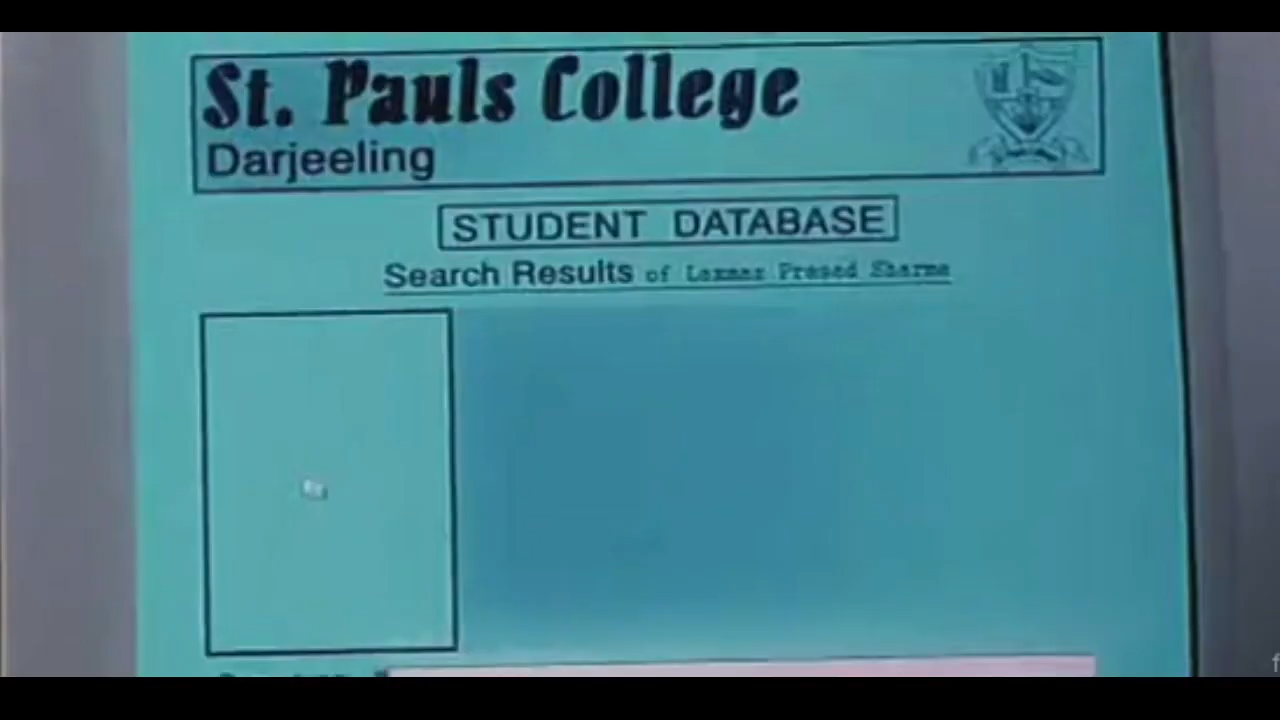 St. Pauls College
Darjeeling
STUDENT DATABASE
Search Results of Laxman Prasad Sharma